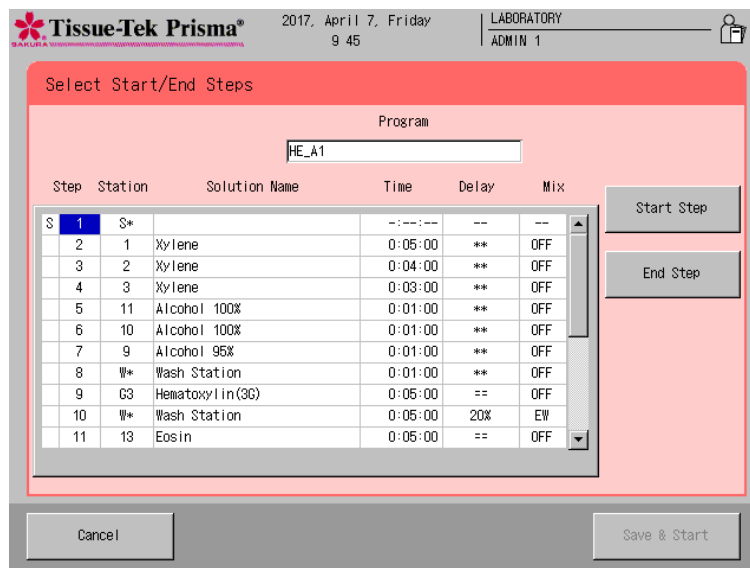 Tissue-Tek Prisma®
SAKURA
2017, April 7, Friday
9 45
LABORATORY
ADMIN 1
Select Start/End Steps
Program
HE_A1
Step Station Solution Name Time Delay Mix
S 1 S* -:--:-- -- --
2 1 Xylene 0:05:00 ** OFF
3 2 Xylene 0:04:00 ** OFF
4 3 Xylene 0:03:00 ** OFF
5 11 Alcohol 100% 0:01:00 ** OFF
6 10 Alcohol 100% 0:01:00 ** OFF
7 9 Alcohol 95% 0:01:00 ** OFF
8 W* Wash Station 0:01:00 ** OFF
9 G3 Hematoxylin(3G) 0:05:00 == OFF
10 W* Wash Station 0:05:00 20% EW
11 13 Eosin 0:05:00 == OFF
Start Step
End Step
Cancel
Save & Start